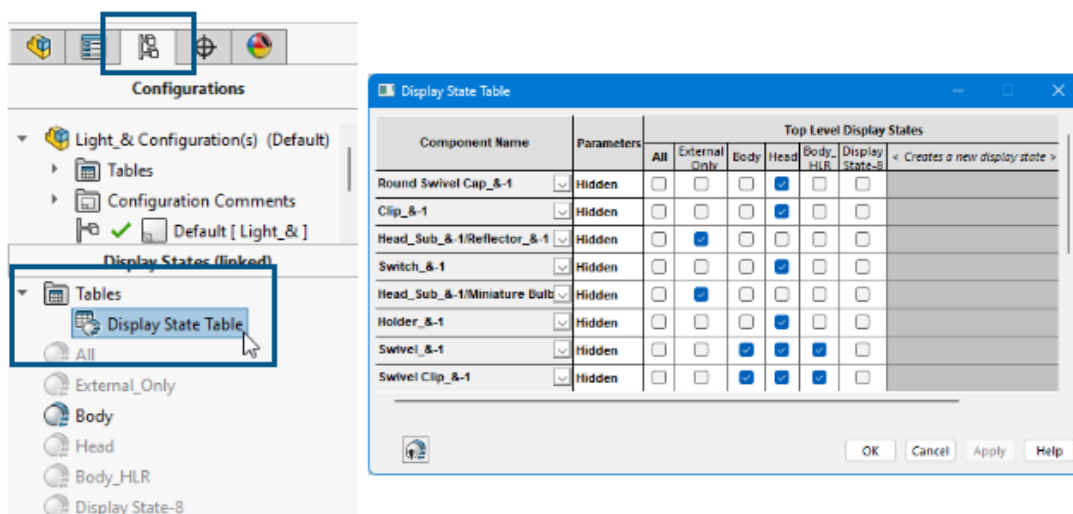 Configurations
Light_& Configuration(s) (Default)
Tables
Configuration Comments
Default [ Light_& ]
Display States (linked)
Tables
Display State Table
All
External_Only
Body
Head
Body_HLR
Display State-8
Display State Table
Component Name
Parameters
Top Level Display States
All
External Only
Body
Head
Body_ HLR
Display State-8
< Creates a new display state >
Round Swivel Cap_&-1 Hidden
Clip_&-1 Hidden
Head_Sub_&-1/Reflector_&-1 Hidden
Switch_&-1 Hidden
Head_Sub_&-1/Miniature Bulb Hidden
Holder_&-1 Hidden
Swivel_&-1 Hidden
Swivel Clip_&-1 Hidden
OK Cancel Apply Help